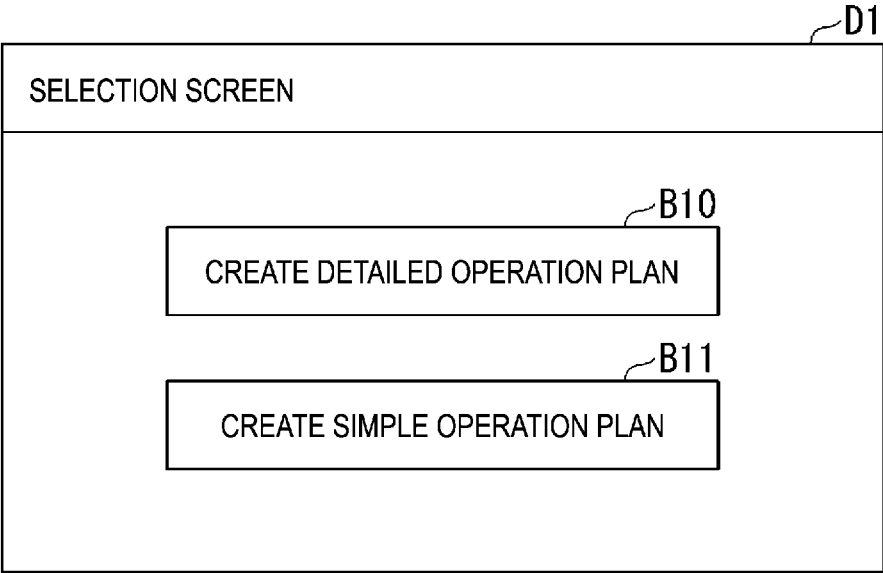 D1
SELECTION SCREEN
B10
CREATE DETAILED OPERATION PLAN
B11
CREATE SIMPLE OPERATION PLAN